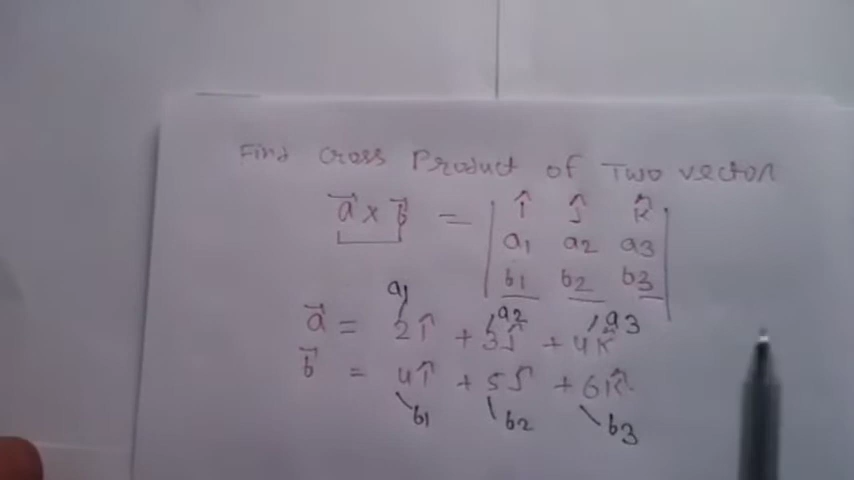 Find cross Product of Two vector
a⃗ × b⃗ = | î ĵ k̂ |
a1 a2 a3
b1 b2 b3
a1 a2 a3
a⃗ = 2î + 3ĵ + 4k̂
b⃗ = 4î + 5ĵ + 6k̂
b1 b2 b3